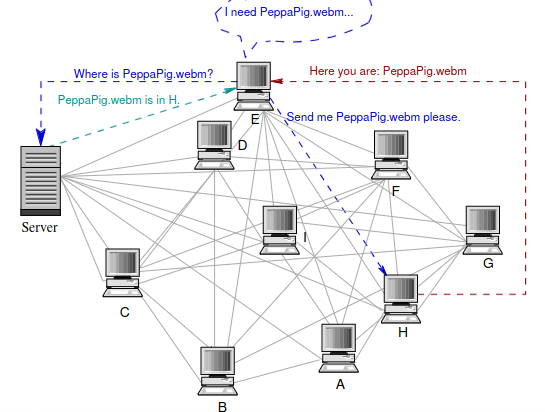 I need PeppaPig.webm...
Where is PeppaPig.webm?
Here you are: PeppaPig.webm
PeppaPig.webm is in H.
Send me PeppaPig.webm please.
E
D
F
Server
I
G
C
H
A
B